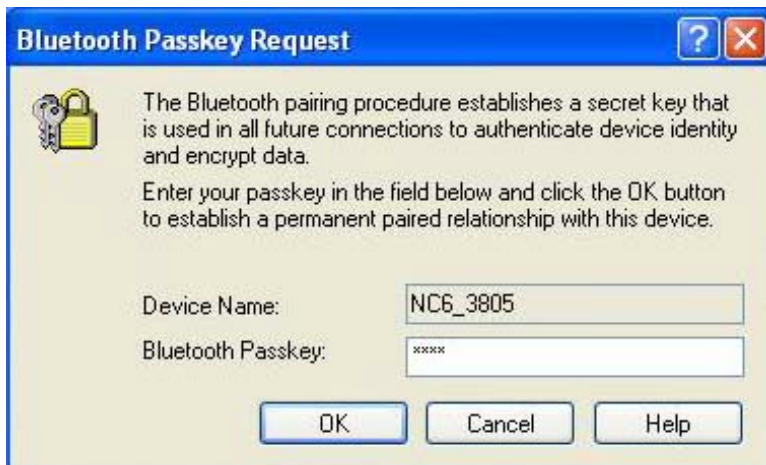 Bluetooth Passkey Request
The Bluetooth pairing procedure establishes a secret key that
is used in all future connections to authenticate device identity
and encrypt data.
Enter your passkey in the field below and click the OK button
to establish a permanent paired relationship with this device.
Device Name: NC6_3805
Bluetooth Passkey: ****
OK Cancel Help